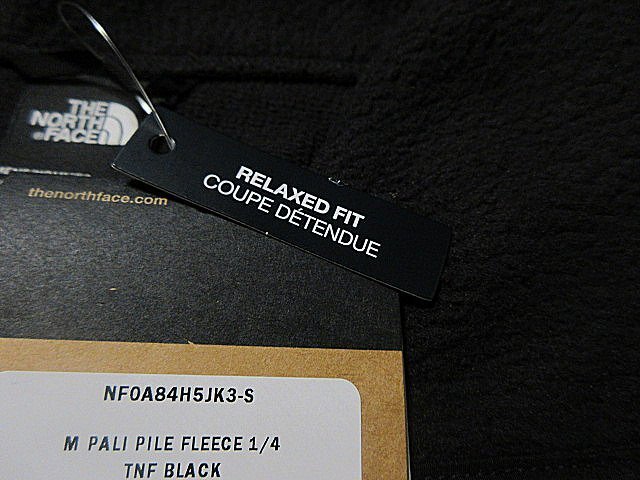 THE
NORTH
FACE
thenorthface.com
RELAXED FIT
COUPE DÉTENDUE
NF0A84H5JK3-S
M PALI PILE FLEECE 1/4
TNF BLACK